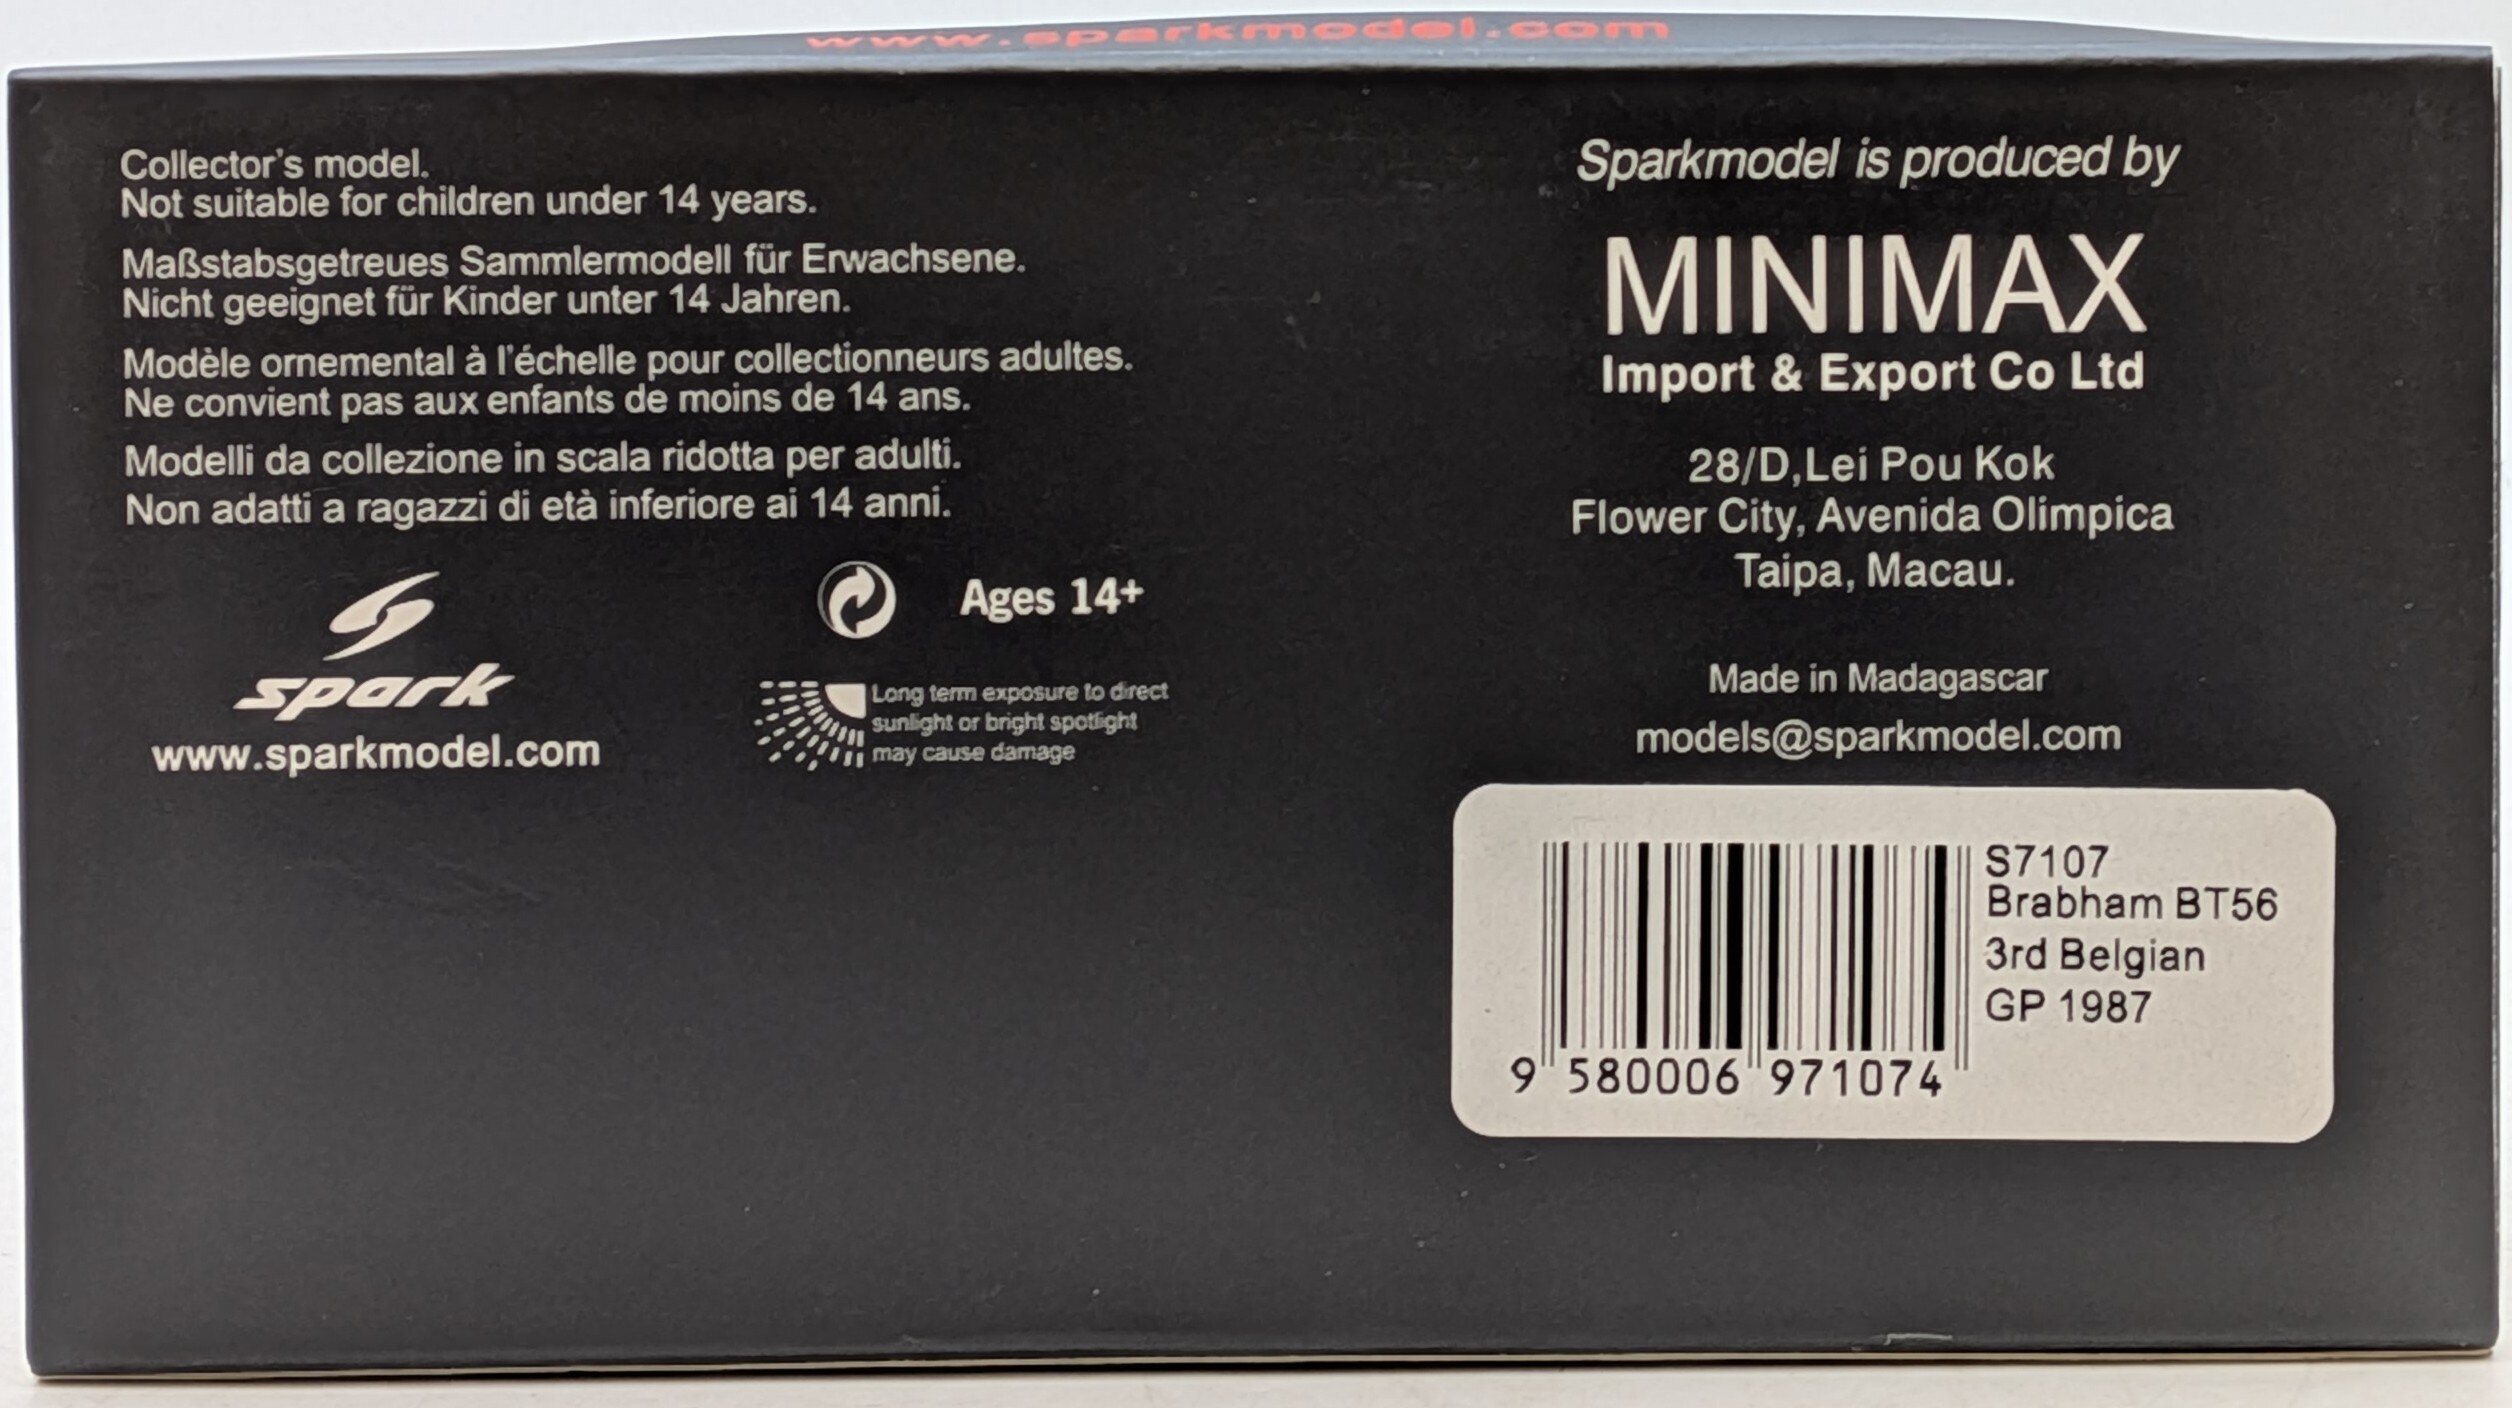 www.sparkmodel.com
Collector's model.
Not suitable for children under 14 years.
Maßstabsgetreues Sammlermodell für Erwachsene.
Nicht geeignet für Kinder unter 14 Jahren.
Modèle ornemental à l'échelle pour collectionneurs adultes.
Ne convient pas aux enfants de moins de 14 ans.
Modelli da collezione in scala ridotta per adulti.
Non adatti a ragazzi di età inferiore ai 14 anni.
spark
www.sparkmodel.com
Ages 14+
Long term exposure to direct
sunlight or bright spotlight
may cause damage
Sparkmodel is produced by
MINIMAX
Import & Export Co Ltd
28/D,Lei Pou Kok
Flower City, Avenida Olimpica
Taipa, Macau.
Made in Madagascar
models@sparkmodel.com
S7107
Brabham BT56
3rd Belgian
GP 1987
9 580006 971074